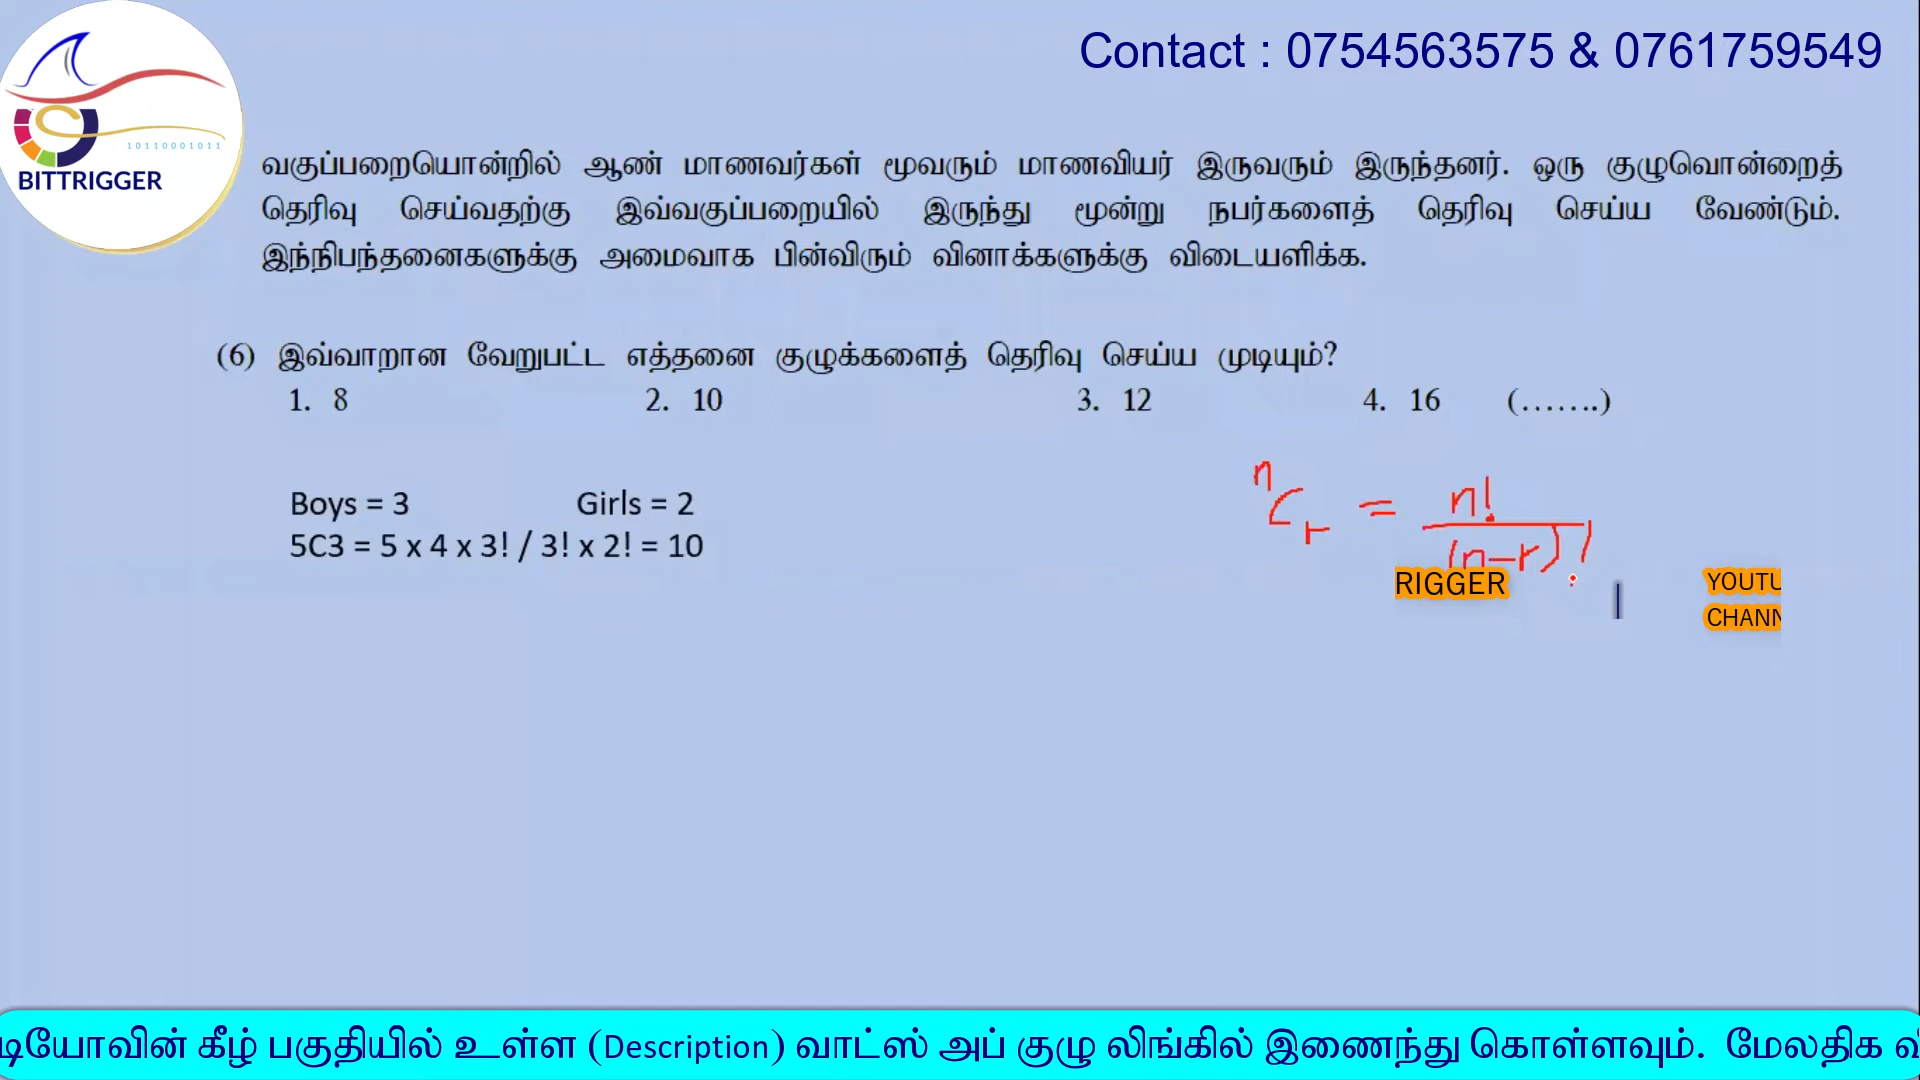 Contact : 0754563575 & 0761759549
10110001011
BITTRIGGER
வகுப்பறையொன்றில் ஆண் மாணவர்கள் மூவரும் மாணவியர் இருவரும் இருந்தனர். ஒரு குழுவொன்றைத்
தெரிவு செய்வதற்கு இவ்வகுப்பறையில் இருந்து மூன்று நபர்களைத் தெரிவு செய்ய வேண்டும்.
இந்நிபந்தனைகளுக்கு அமைவாக பின்விரும் வினாக்களுக்கு விடையளிக்க.
(6) இவ்வாறான வேறுபட்ட எத்தனை குழுக்களைத் தெரிவு செய்ய முடியும்?
1. 8 2. 10 3. 12 4. 16 (.......)
Boys = 3 Girls = 2
5C3 = 5 x 4 x 3! / 3! x 2! = 10
nCr = n! / (n-r)!
RIGGER
YOUTU
CHANN
டியோவின் கீழ் பகுதியில் உள்ள (Description) வாட்ஸ் அப் குழு லிங்கில் இணைந்து கொள்ளவும். மேலதிக வி